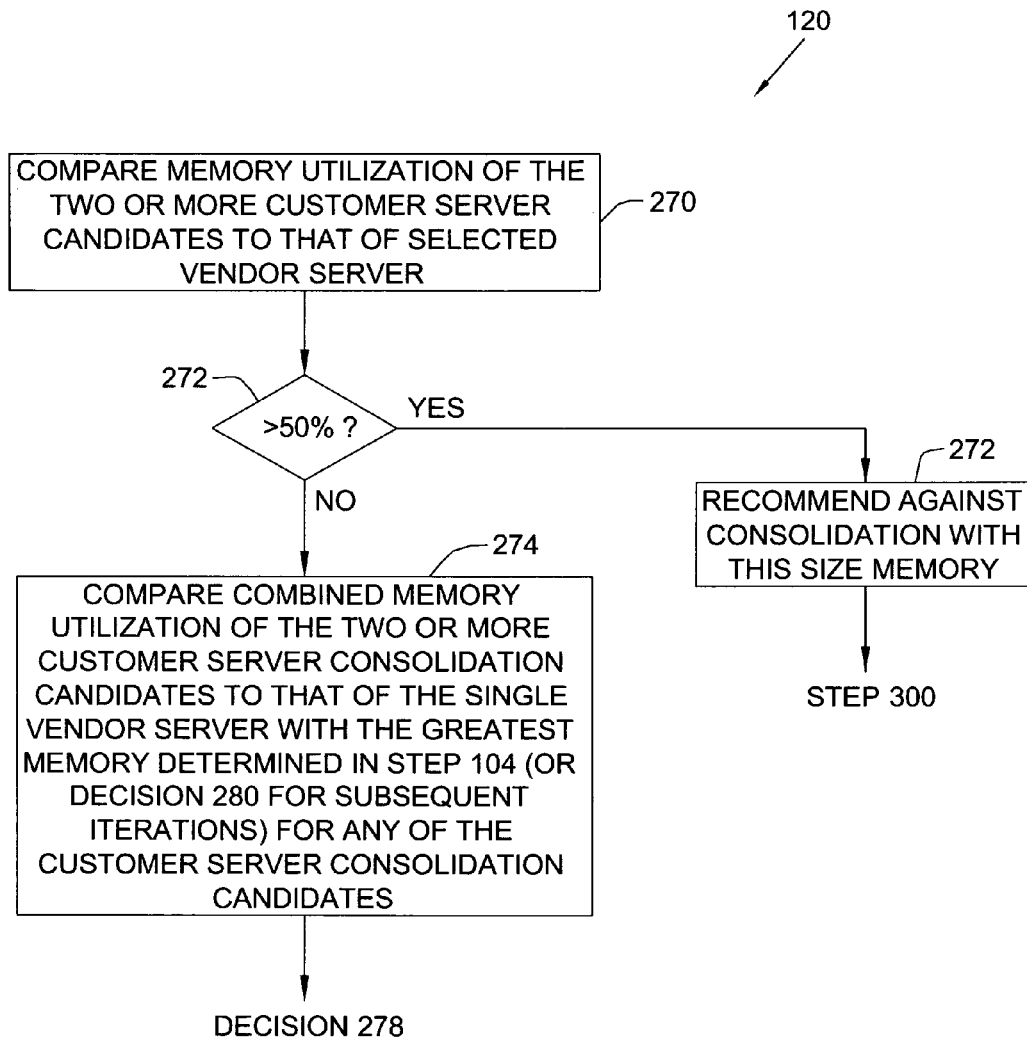 120
COMPARE MEMORY UTILIZATION OF THE
TWO OR MORE CUSTOMER SERVER
CANDIDATES TO THAT OF SELECTED
VENDOR SERVER
270
272
>50% ?
YES
NO
272
RECOMMEND AGAINST
CONSOLIDATION WITH
THIS SIZE MEMORY
STEP 300
274
COMPARE COMBINED MEMORY
UTILIZATION OF THE TWO OR MORE
CUSTOMER SERVER CONSOLIDATION
CANDIDATES TO THAT OF THE SINGLE
VENDOR SERVER WITH THE GREATEST
MEMORY DETERMINED IN STEP 104 (OR
DECISION 280 FOR SUBSEQUENT
ITERATIONS) FOR ANY OF THE
CUSTOMER SERVER CONSOLIDATION
CANDIDATES
DECISION 278